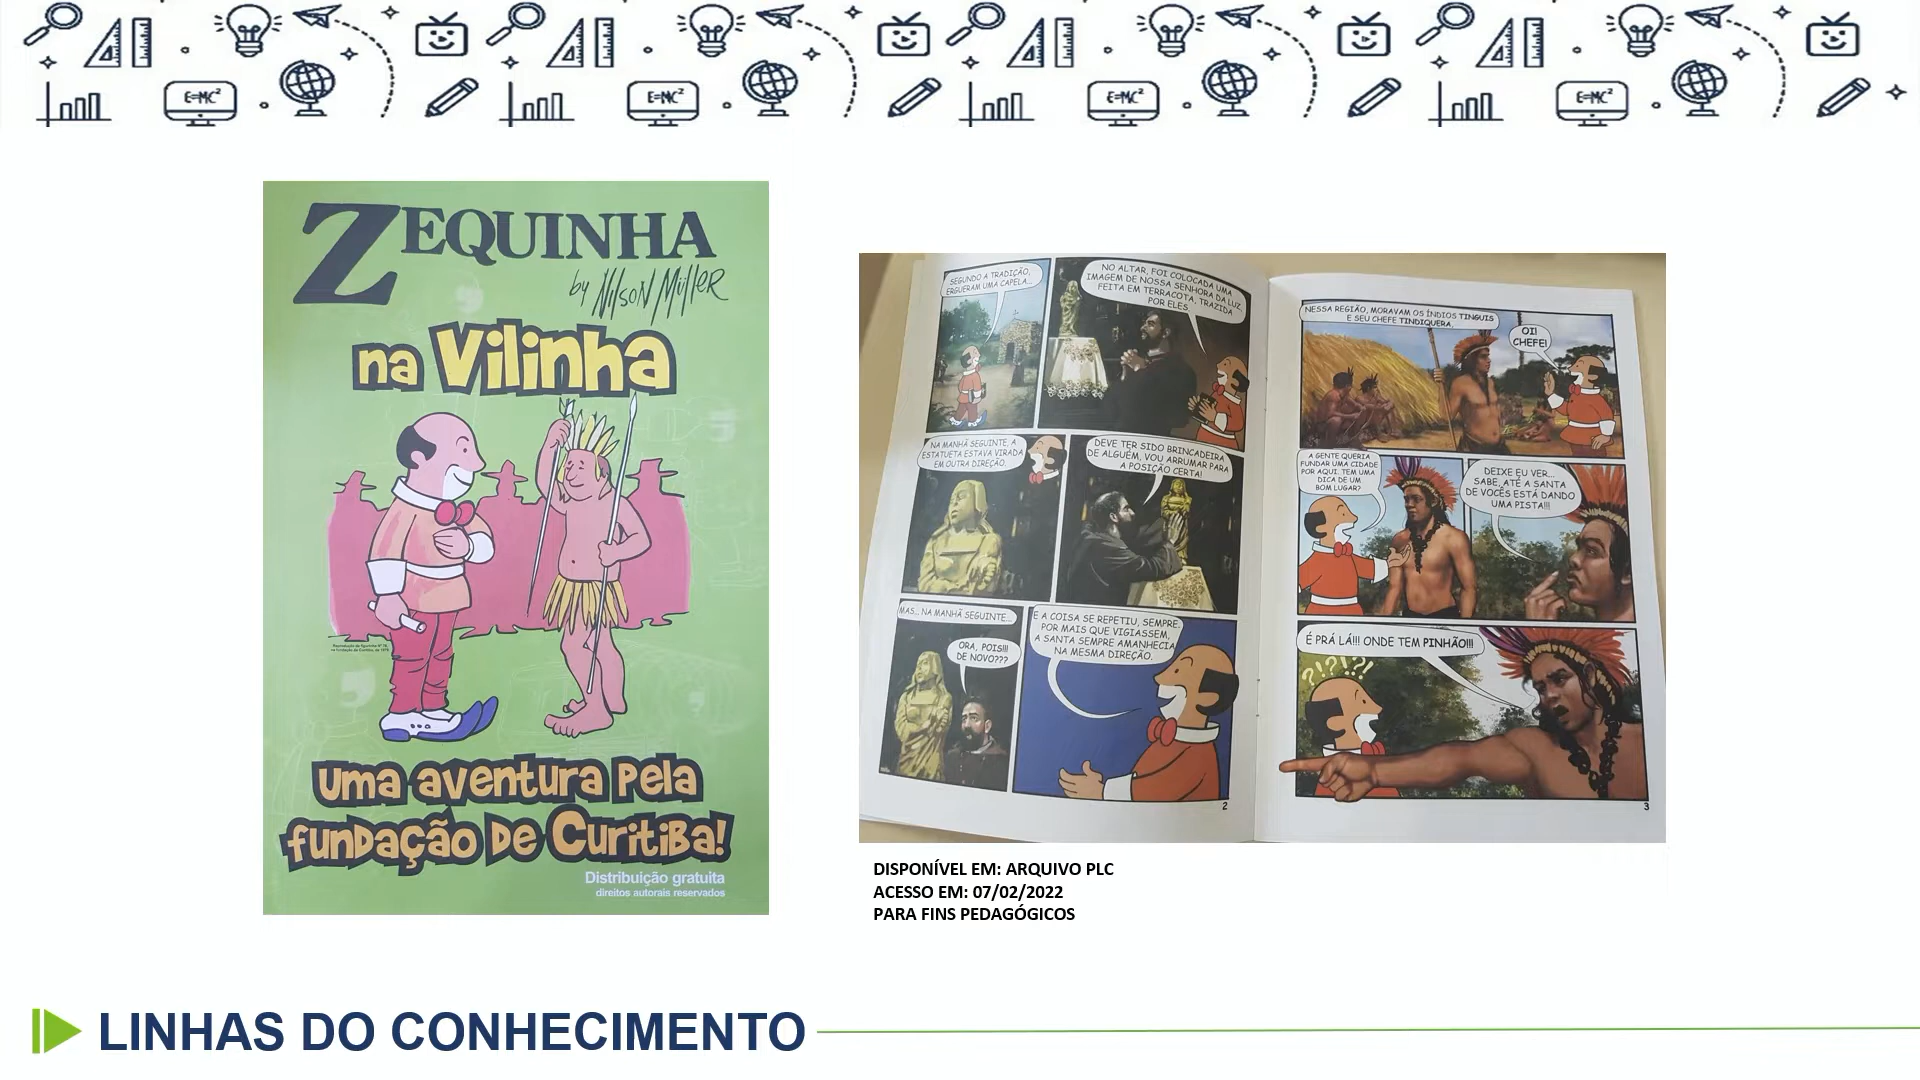 E=MC²
E=MC²
E=MC²
E=MC²
ZEQUINHA
by NILSON MÜLLER
na Vilinha
uma aventura pela
fundação de Curitiba!
Distribuição gratuita
direitos autorais reservados
SEGUNDO A TRADIÇÃO,
ERGUERAM UMA CAPELA...
NO ALTAR, FOI COLOCADA UMA
IMAGEM DE NOSSA SENHORA DA LUZ,
FEITA EM TERRACOTA, TRAZIDA
POR ELES.
NA MANHÃ SEGUINTE, A
ESTATUETA ESTAVA VIRADA
EM OUTRA DIREÇÃO.
DEVE TER SIDO BRINCADEIRA
DE ALGUÉM, VOU ARRUMAR PARA
A POSIÇÃO CERTA!
MAS... NA MANHÃ SEGUINTE...
ORA, POIS!!!
DE NOVO???
E A COISA SE REPETIU, SEMPRE.
POR MAIS QUE VIGIASSEM,
A SANTA SEMPRE AMANHECIA
NA MESMA DIREÇÃO.
2
NESSA REGIÃO, MORAVAM OS ÍNDIOS TINGUIS
E SEU CHEFE TINDIQUERA.
OI!
CHEFE!
A GENTE QUERIA
FUNDAR UMA CIDADE
POR AQUI. TEM UMA
DICA DE UM
BOM LUGAR?
DEIXE EU VER...
SABE, ATÉ A SANTA
DE VOCÊS ESTÁ DANDO
UMA PISTA!!!
É PRÁ LÁ!!! ONDE TEM PINHÃO!!!
?!?!?!
3
DISPONÍVEL EM: ARQUIVO PLC
ACESSO EM: 07/02/2022
PARA FINS PEDAGÓGICOS
LINHAS DO CONHECIMENTO